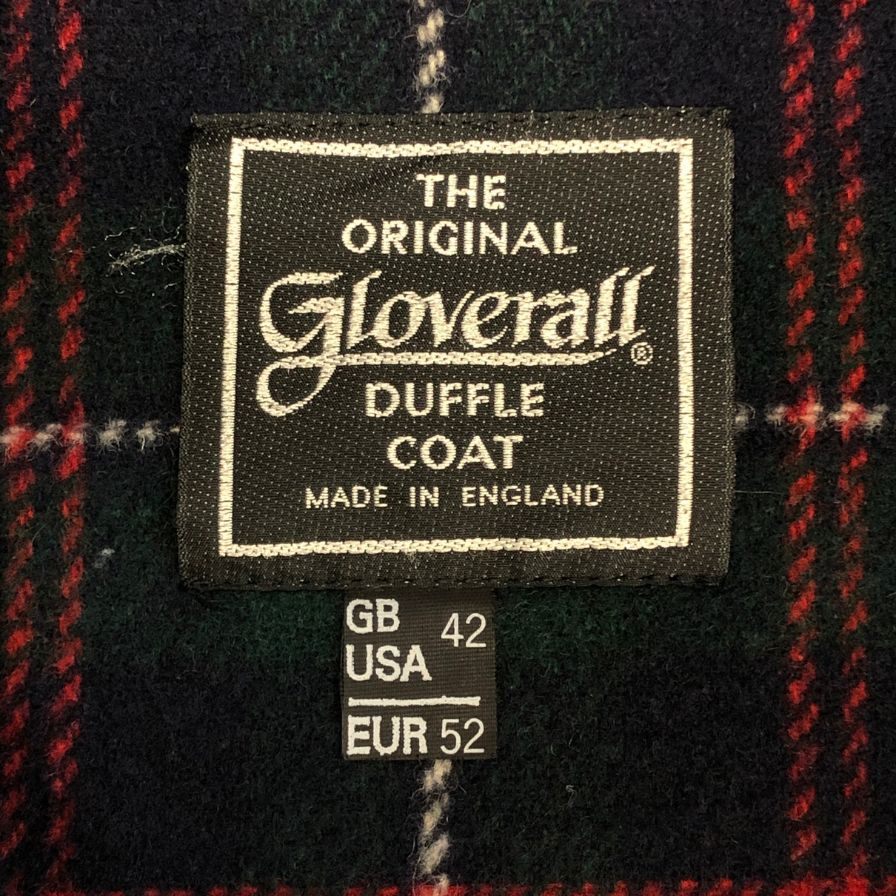 THE
ORIGINAL
Gloverall®
DUFFLE
COAT
MADE IN ENGLAND
GB
USA 42
EUR 52